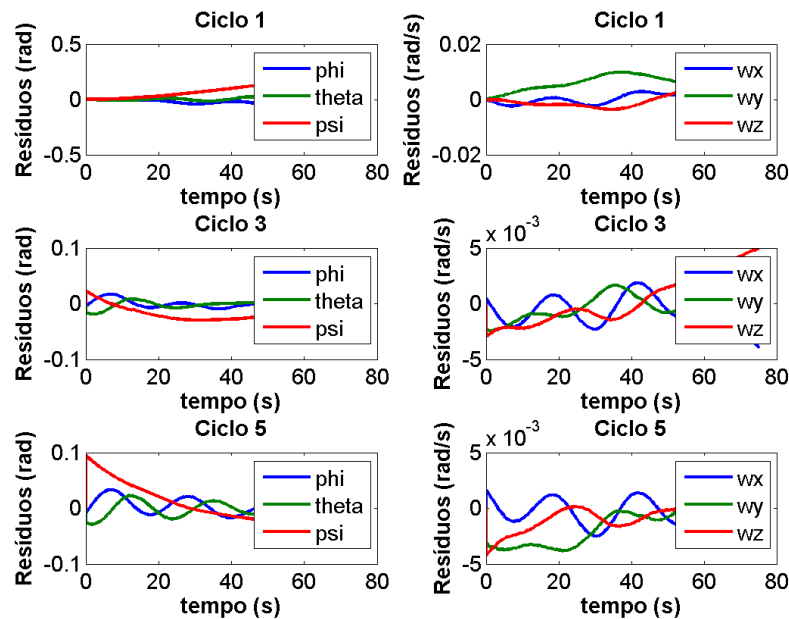 Ciclo 1
Resíduos (rad)
0.5
0
-0.5
0 20 40 60 80
tempo (s)
phi
theta
psi
Ciclo 1
Resíduos (rad/s)
0.02
0
-0.02
0 20 40 60 80
tempo (s)
wx
wy
wz
Ciclo 3
Resíduos (rad)
0.1
0
-0.1
0 20 40 60 80
tempo (s)
phi
theta
psi
Ciclo 3
x 10⁻³
Resíduos (rad/s)
5
0
-5
0 20 40 60 80
tempo (s)
wx
wy
wz
Ciclo 5
Resíduos (rad)
0.1
0
-0.1
0 20 40 60 80
tempo (s)
phi
theta
psi
Ciclo 5
x 10⁻³
Resíduos (rad/s)
5
0
-5
0 20 40 60 80
tempo (s)
wx
wy
wz